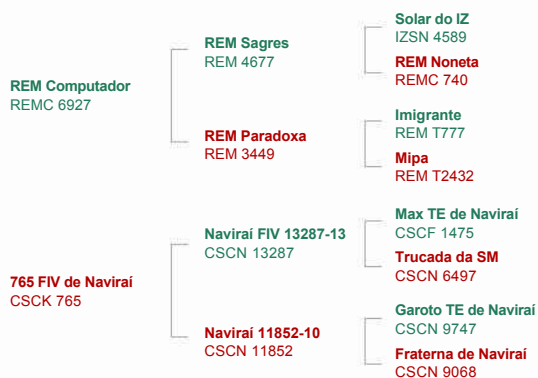 REM Computador
REMC 6927
REM Sagres
REM 4677
Solar do IZ
IZSN 4589
REM Noneta
REMC 740
REM Paradoxa
REM 3449
Imigrante
REM T777
Mipa
REM T2432
765 FIV de Naviraí
CSCK 765
Naviraí FIV 13287-13
CSCN 13287
Max TE de Naviraí
CSCF 1475
Trucada da SM
CSCN 6497
Naviraí 11852-10
CSCN 11852
Garoto TE de Naviraí
CSCN 9747
Fraterna de Naviraí
CSCN 9068